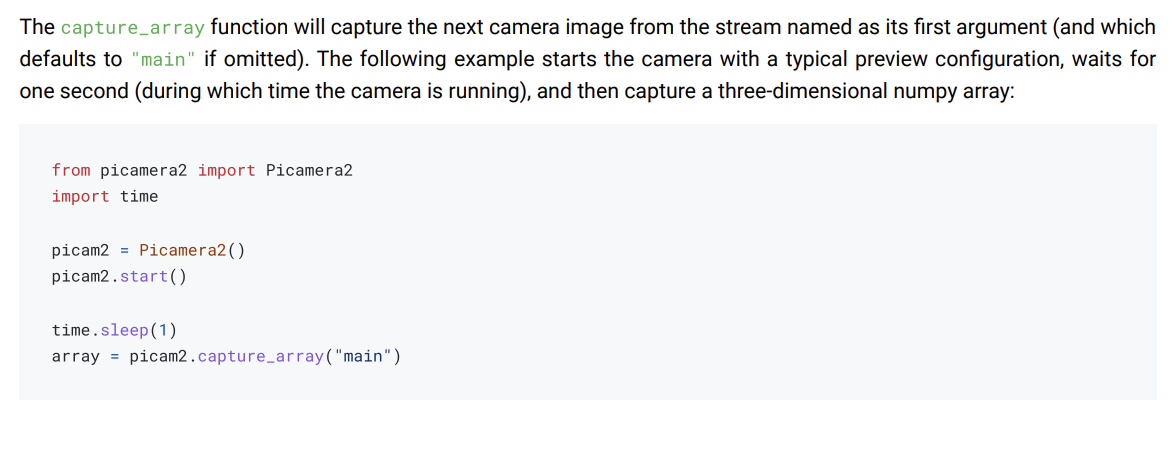 The capture_array function will capture the next camera image from the stream named as its first argument (and which
defaults to "main" if omitted). The following example starts the camera with a typical preview configuration, waits for
one second (during which time the camera is running), and then capture a three-dimensional numpy array:
from picamera2 import Picamera2
import time
picam2 = Picamera2()
picam2.start()
time.sleep(1)
array = picam2.capture_array("main")